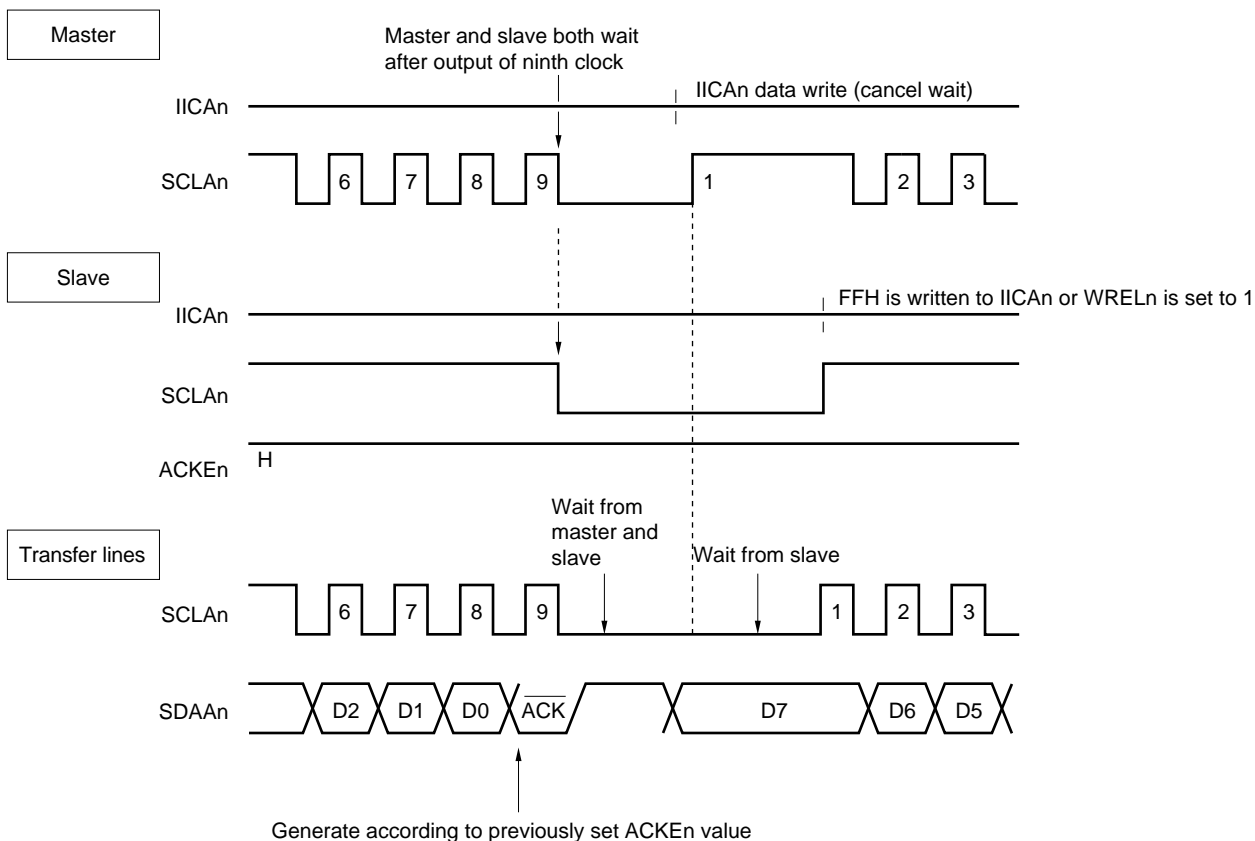 Master
Master and slave both wait
after output of ninth clock
IICAn
IICAn data write (cancel wait)
SCLAn
6 7 8 9 1 2 3
Slave
IICAn
FFH is written to IICAn or WRELn is set to 1
SCLAn
ACKEn
H
Transfer lines
Wait from
master and
slave
Wait from slave
SCLAn
6 7 8 9 1 2 3
SDAAn
D2 D1 D0 ACK D7 D6 D5
Generate according to previously set ACKEn value